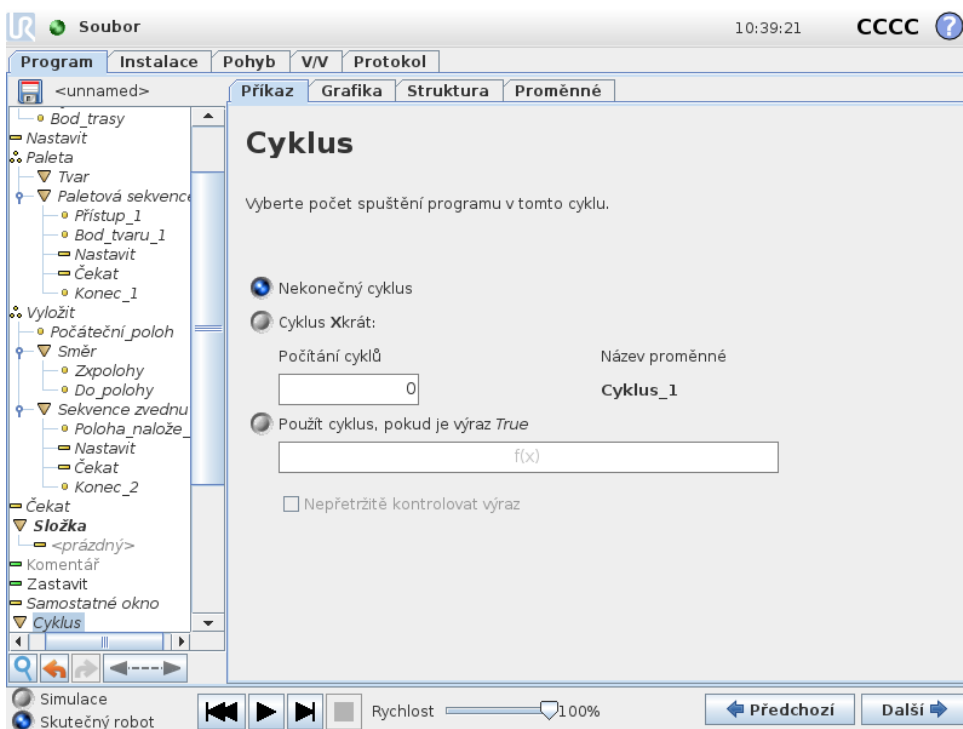 UR Soubor 10:39:21 CCCC ?
Program Instalace Pohyb V/V Protokol
<unnamed> Příkaz Grafika Struktura Proměnné
Bod_trasy
Nastavit
Paleta
Tvar
Paletová sekvence
Přístup_1
Bod_tvaru_1
Nastavit
Čekat
Konec_1
Vyložit
Počáteční_poloh
Směr
Zxpolohy
Do_polohy
Sekvence zvednu
Poloha_nalože_
Nastavit
Čekat
Konec_2
Čekat
Složka
<prázdný>
Komentář
Zastavit
Samostatné okno
Cyklus
Cyklus
Vyberte počet spuštění programu v tomto cyklu.
Nekonečný cyklus
Cyklus Xkrát:
Počítání cyklů Název proměnné
0 Cyklus_1
Použít cyklus, pokud je výraz True
f(x)
Nepřetržitě kontrolovat výraz
Simulace
Skutečný robot
Rychlost 100%
Předchozí Další